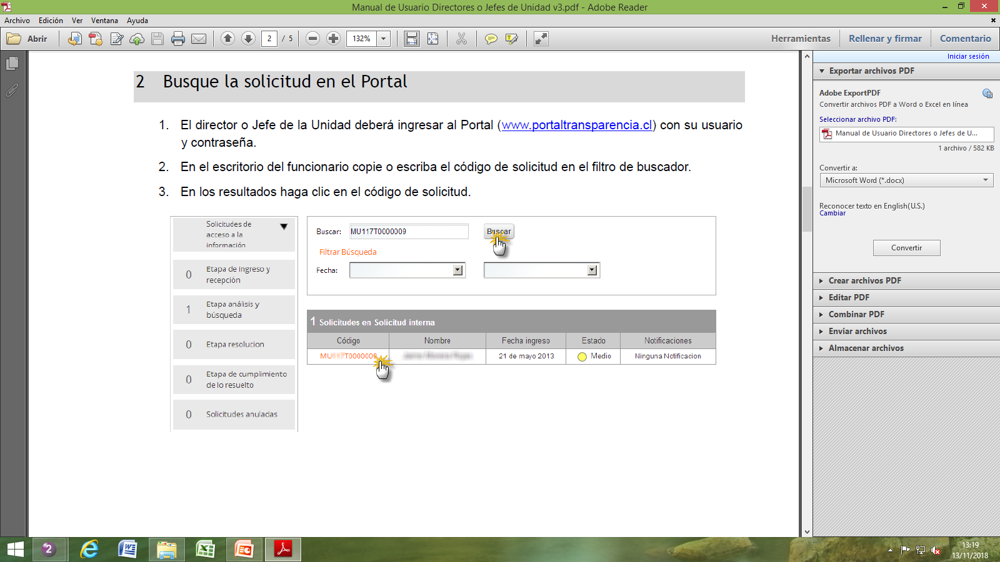 Manual de Usuario Directores o Jefes de Unidad v3.pdf - Adobe Reader
Archivo Edición Ver Ventana Ayuda
Abrir 2 / 5 132% Herramientas Rellenar y firmar Comentario
Iniciar sesión
Exportar archivos PDF
Adobe ExportPDF
Convertir archivos PDF a Word o Excel en línea
Seleccionar archivo PDF:
Manual de Usuario Directores o Jefes de U...
1 archivo / 582 KB
Convertir a:
Microsoft Word (*.docx)
Reconocer texto en English(U.S.)
Cambiar
Convertir
Crear archivos PDF
Editar PDF
Combinar PDF
Enviar archivos
Almacenar archivos
2 Busque la solicitud en el Portal
1. El director o Jefe de la Unidad deberá ingresar al Portal (www.portaltransparencia.cl) con su usuario
y contraseña.
2. En el escritorio del funcionario copie o escriba el código de solicitud en el filtro de buscador.
3. En los resultados haga clic en el código de solicitud.
Solicitudes de
acceso a la
información
0 Etapa de ingreso y
recepción
1 Etapa análisis y
búsqueda
0 Etapa resolucion
0 Etapa de cumplimiento
de lo resuelto
0 Solicitudes anuladas
Buscar: MU117T0000009 Buscar
Filtrar Búsqueda
Fecha:
1 Solicitudes en Solicitud interna
Código Nombre Fecha ingreso Estado Notificaciones
MU117T0000009 21 de mayo 2013 Medio Ninguna Notificacion
2
13:19
13/11/2018